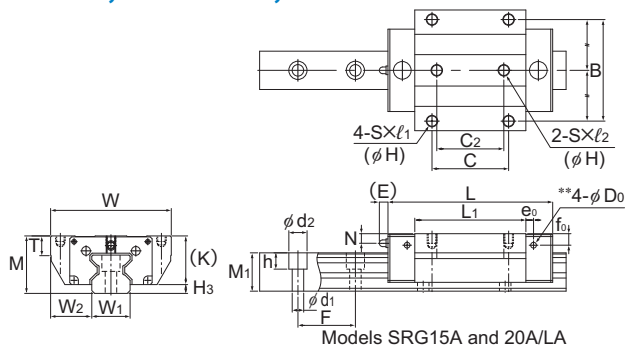 B
4-S×ℓ1
(φH)
C2
C
2-S×ℓ2
(φH)
W
T
M
(K)
H3
W2
W1
(E)
L
L1
e0
**4-φD0
f0
φd2
N
h
M1
φd1
F
Models SRG15A and 20A/LA